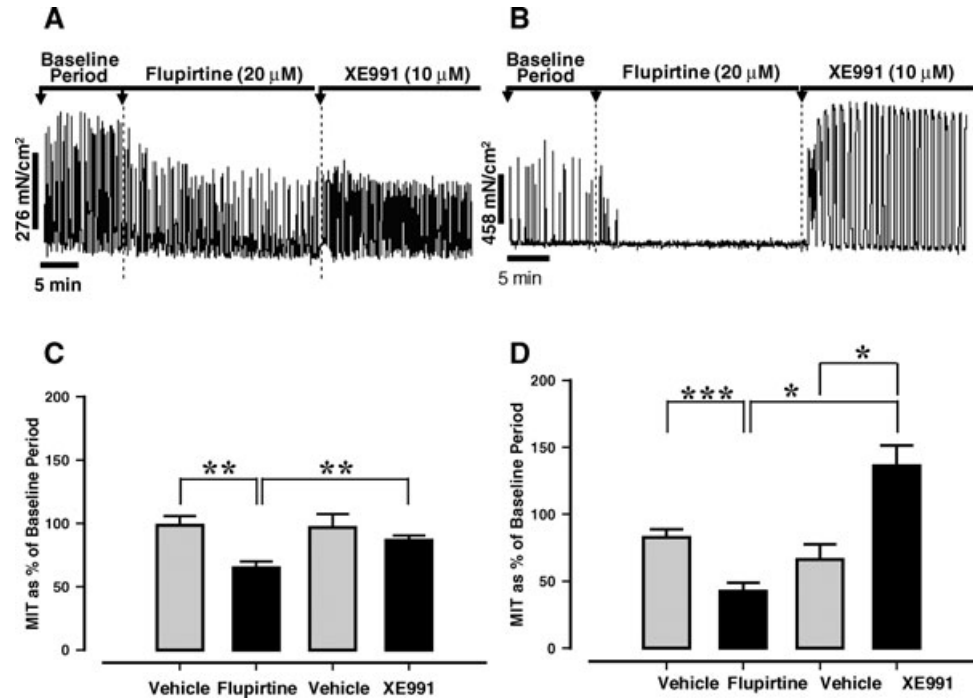 A
Baseline
Period
Flupirtine (20 μM)
XE991 (10 μM)
276 mN/cm2
5 min
B
Baseline
Period
Flupirtine (20 μM)
XE991 (10 μM)
458 mN/cm2
5 min
C
MIT as % of Baseline Period
200
150
100
50
0
**
**
Vehicle Flupirtine Vehicle XE991
D
MIT as % of Baseline Period
200
150
100
50
0
***
*
*
Vehicle Flupirtine Vehicle XE991